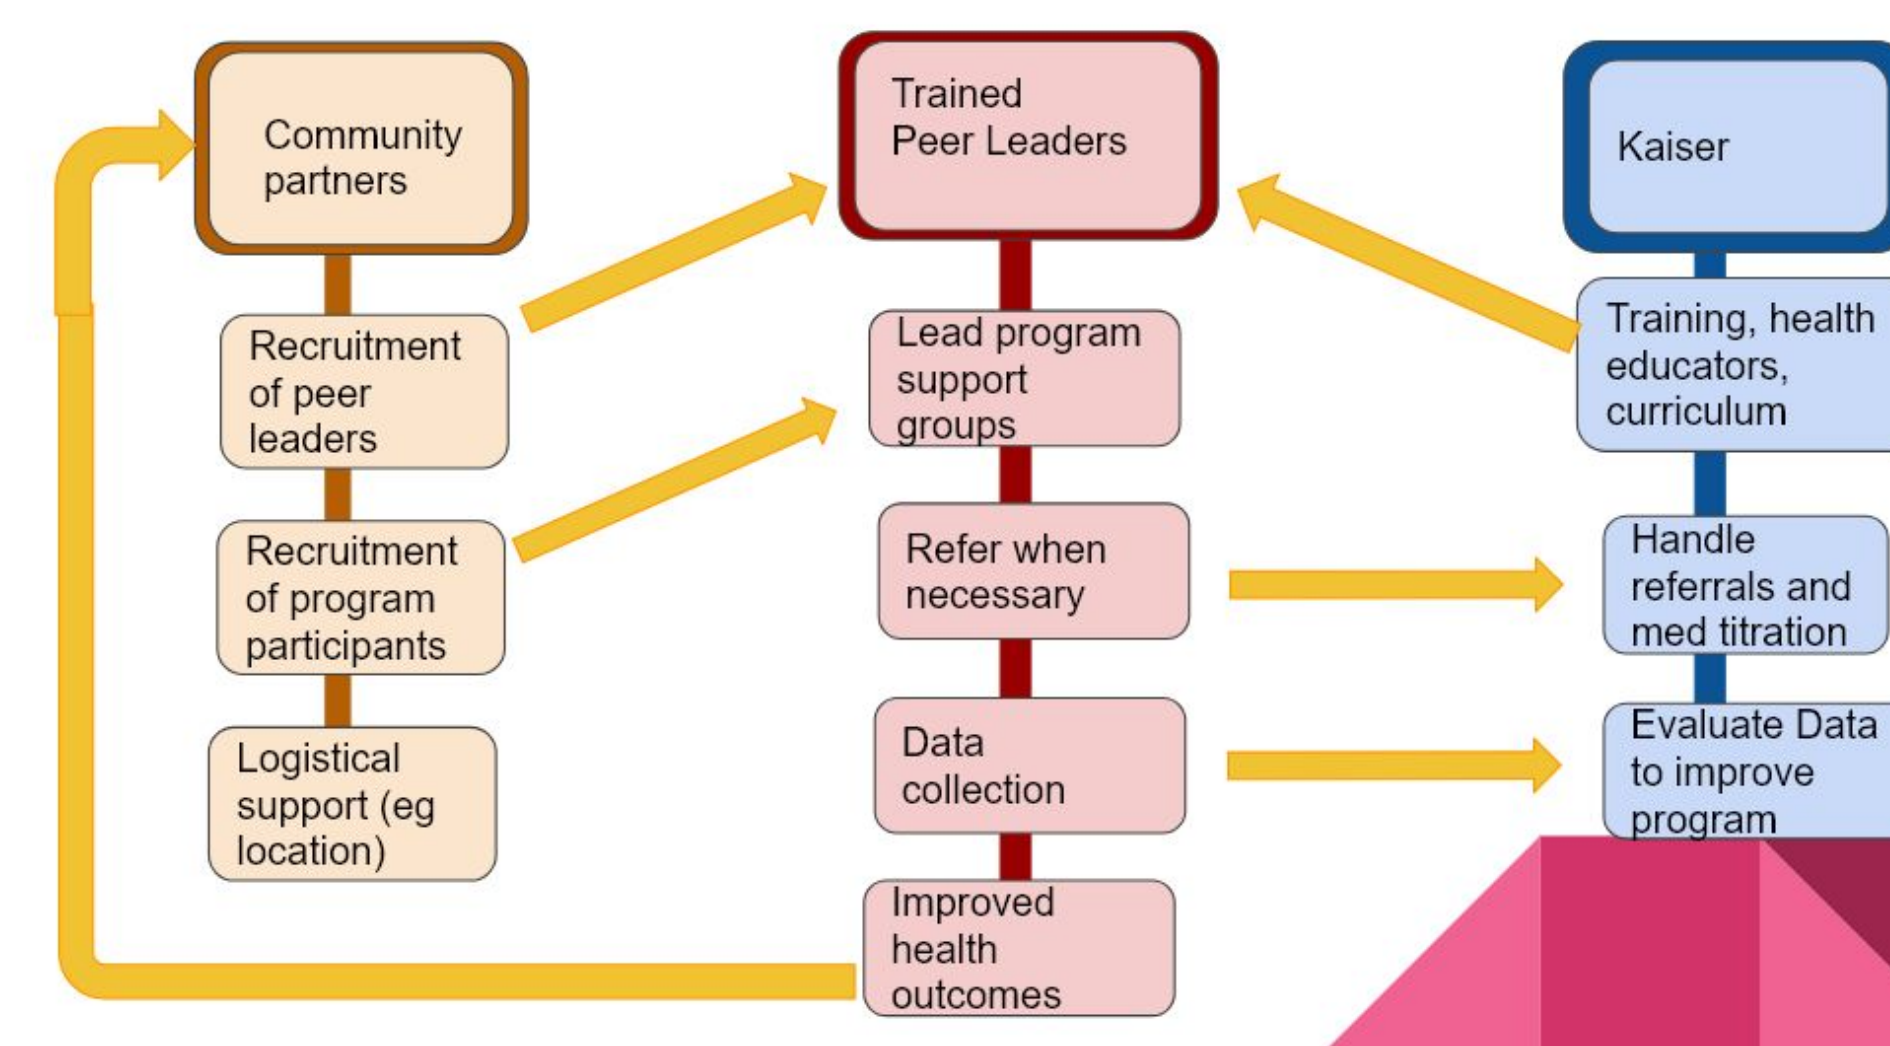 Community
partners
Recruitment
of peer
leaders
Recruitment
of program
participants
Logistical
support (eg
location)
Trained
Peer Leaders
Lead program
support
groups
Refer when
necessary
Data
collection
Improved
health
outcomes
Kaiser
Training, health
educators,
curriculum
Handle
referrals and
med titration
Evaluate Data
to improve
program